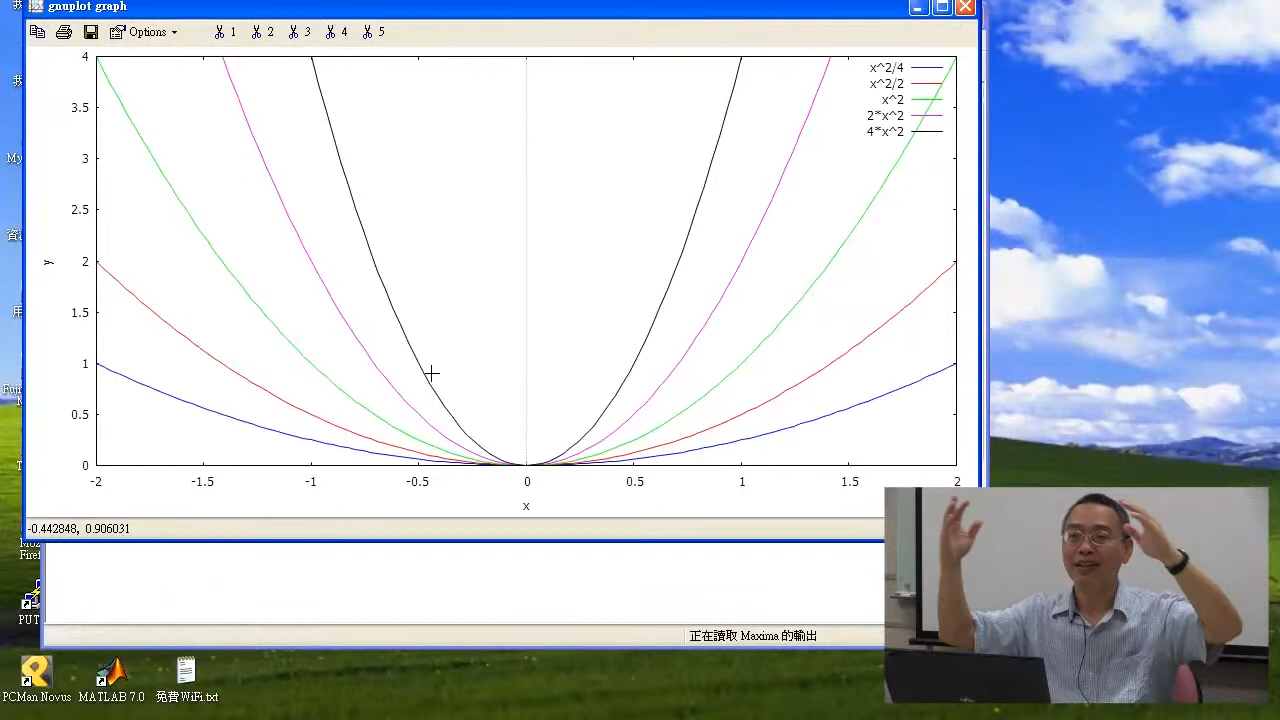 gnuplot graph
Options
1 2 3 4 5
x^2/4
x^2/2
x^2
2*x^2
4*x^2
4
3.5
3
2.5
2
1.5
1
0.5
0
y
-2 -1.5 -1 -0.5 0 0.5 1 1.5 2
x
-0.442848, 0.906031
My
Firef
PUT
正在讀取 Maxima 的輸出
PCMan Novus
MATLAB 7.0
免費WiFi.txt